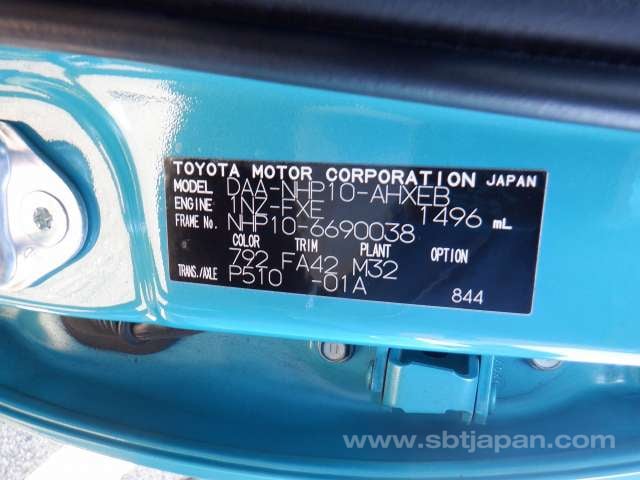 TOYOTA MOTOR CORPORATION JAPAN
MODEL DAA-NHP10-AHXEB
ENGINE 1NZ-FXE 1496 mL
FRAME No. NHP10-6690038
COLOR TRIM PLANT OPTION
792 FA42 M32
TRANS./AXLE P510 -01A
844
www.sbtjapan.com